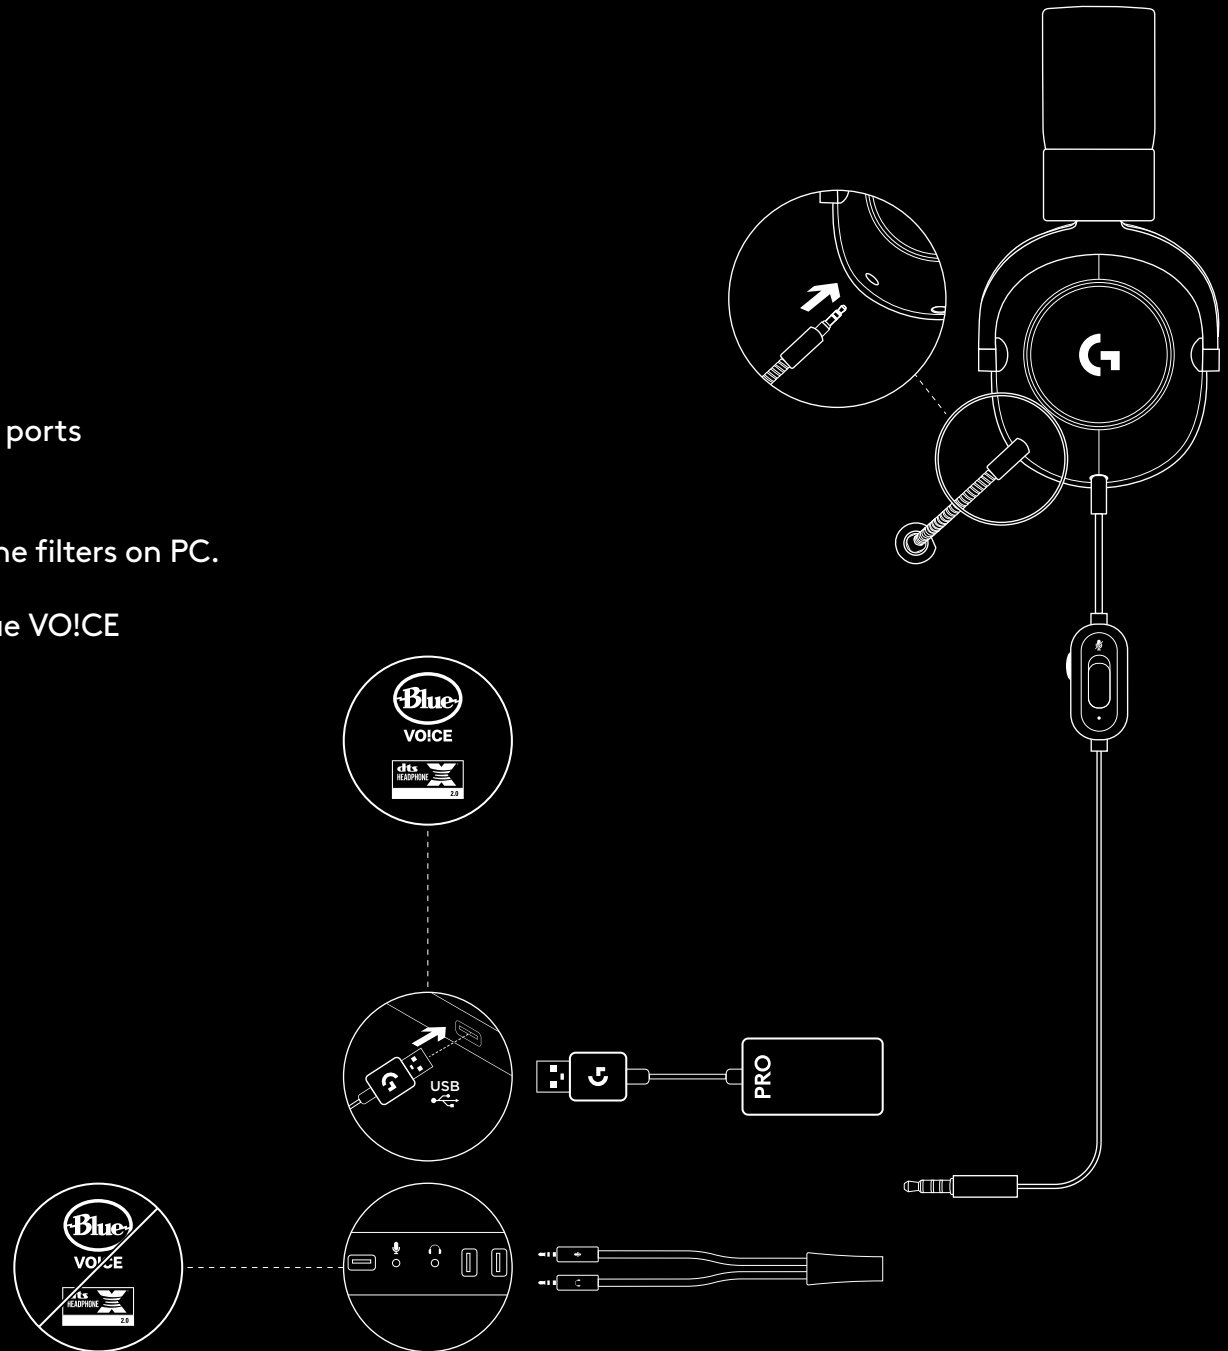 ports
ne filters on PC.
ue VO!CE
Blue
VO!CE
dts
HEADPHONE X
2.0
USB
PRO
Blue
VO!CE
dts
HEADPHONE X
2.0